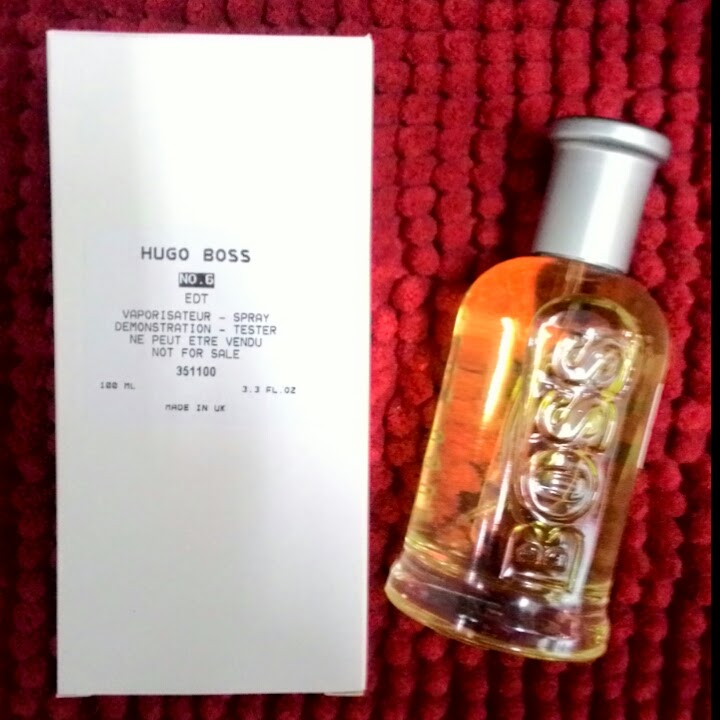 HUGO BOSS
NO.6
EDT
VAPORISATEUR - SPRAY
DEMONSTRATION - TESTER
NE PEUT ETRE VENDU
NOT FOR SALE
351100
100 ML 3.3 FL.OZ
MADE IN UK
BOSS